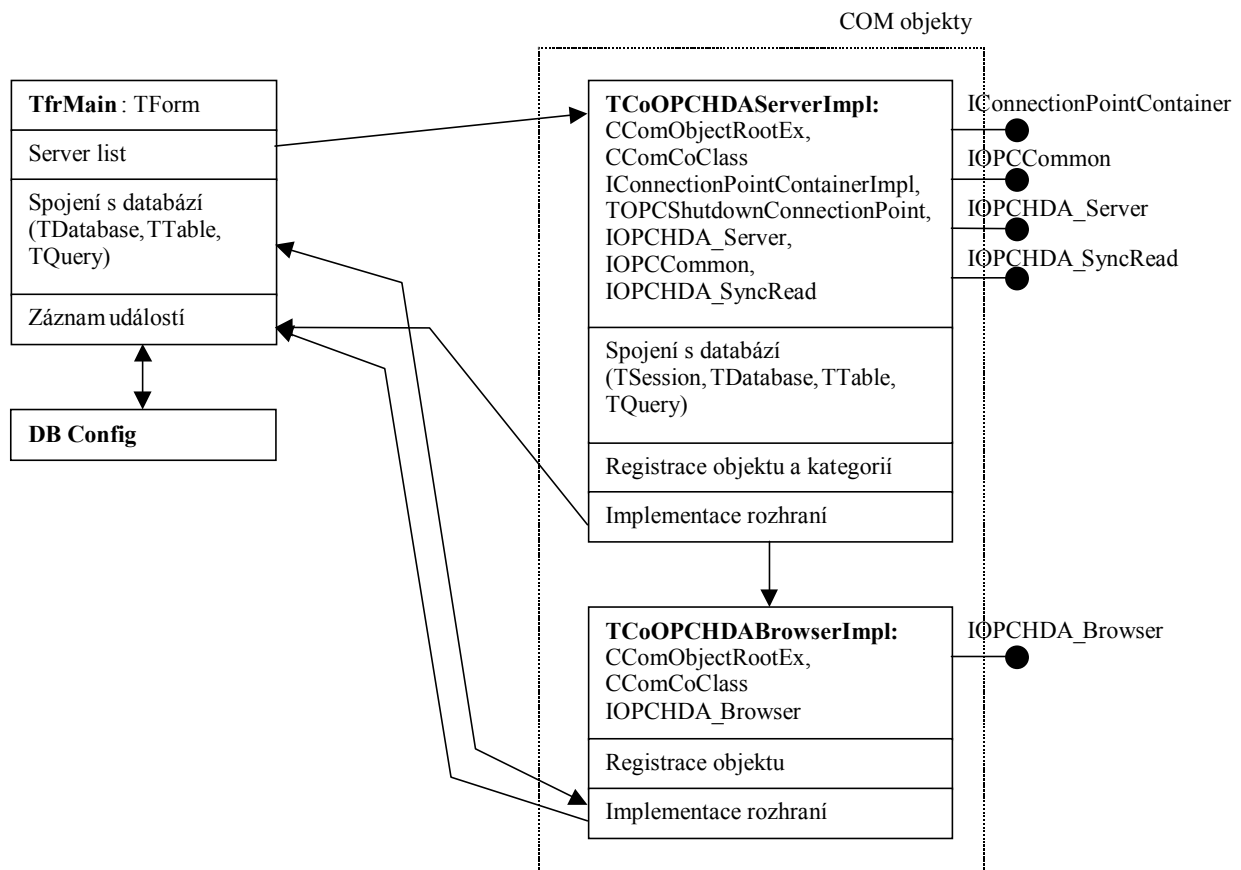 COM objekty
TfrMain : TForm
Server list
Spojení s databází
(TDatabase, TTable,
TQuery)
Záznam událostí
DB Config
TCoOPCHDAServerImpl:
CComObjectRootEx,
CComCoClass
IConnectionPointContainerImpl,
TOPCShutdownConnectionPoint,
IOPCHDA_Server,
IOPCCommon,
IOPCHDA_SyncRead
Spojení s databází
(TSession, TDatabase, TTable,
TQuery)
Registrace objektu a kategorií
Implementace rozhraní
IConnectionPointContainer
IOPCCommon
IOPCHDA_Server
IOPCHDA_SyncRead
TCoOPCHDABrowserImpl:
CComObjectRootEx,
CComCoClass
IOPCHDA_Browser
Registrace objektu
Implementace rozhraní
IOPCHDA_Browser